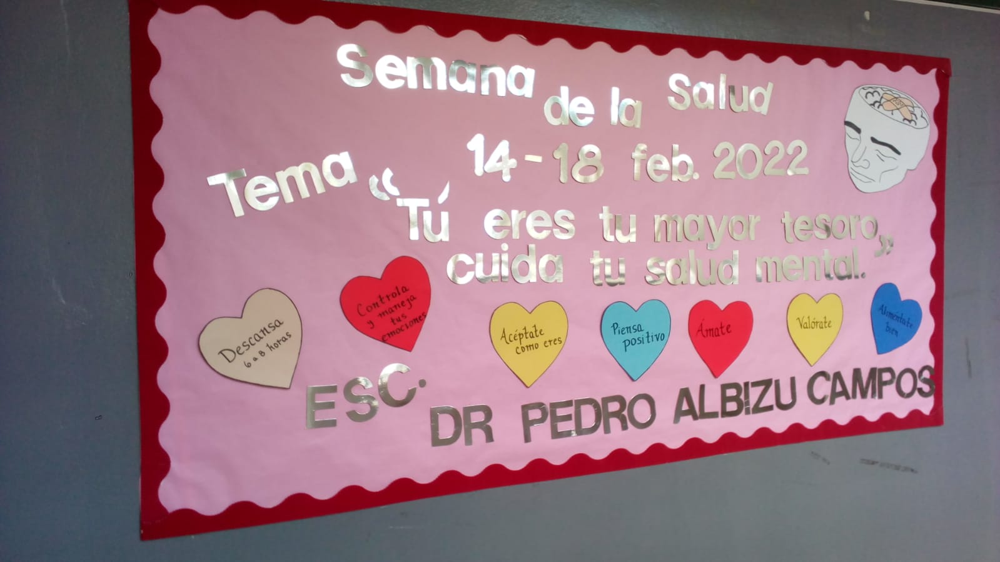 Semana de la Salud
14-18 feb. 2022
Tema “Tú eres tu mayor tesoro,
cuida tu salud mental.”
Descansa
6 a 8 horas
Controla
y maneja
tus
emociones
Acéptate
como eres
Piensa
positivo
Ámate
Valórate
Aliméntate
bien
ESC.
DR PEDRO ALBIZU CAMPOS